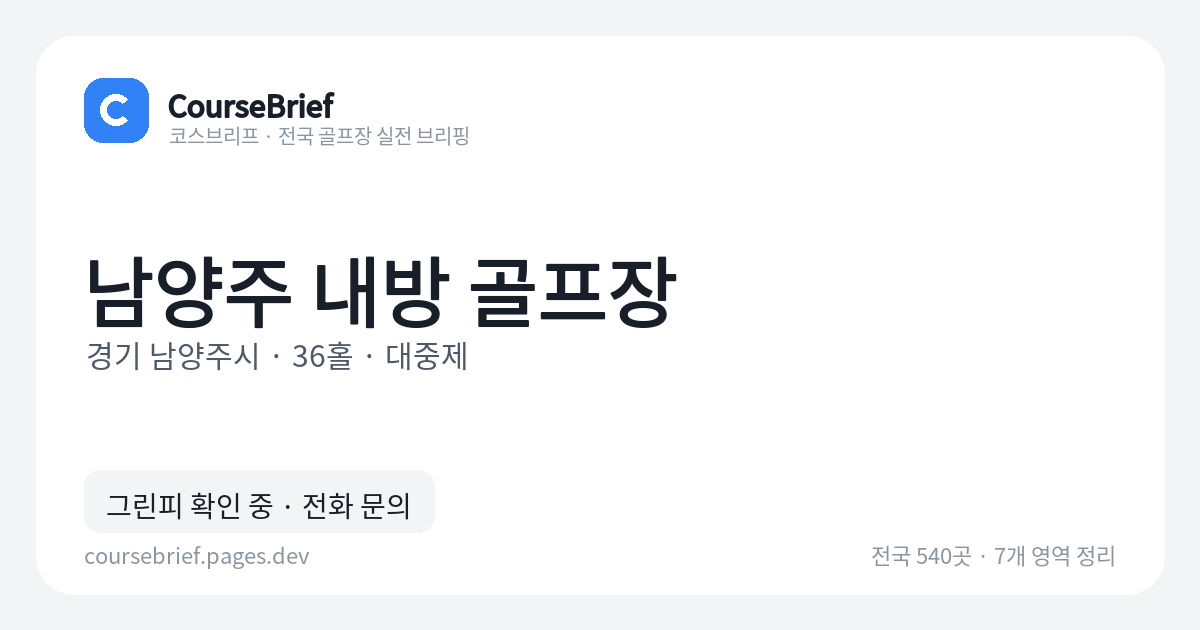 C
CourseBrief
코스브리프 · 전국 골프장 실전 브리핑
남양주 내방 골프장
경기 남양주시 · 36홀 · 대중제
그린피 확인 중 · 전화 문의
coursebrief.pages.dev
전국 540곳 · 7개 영역 정리